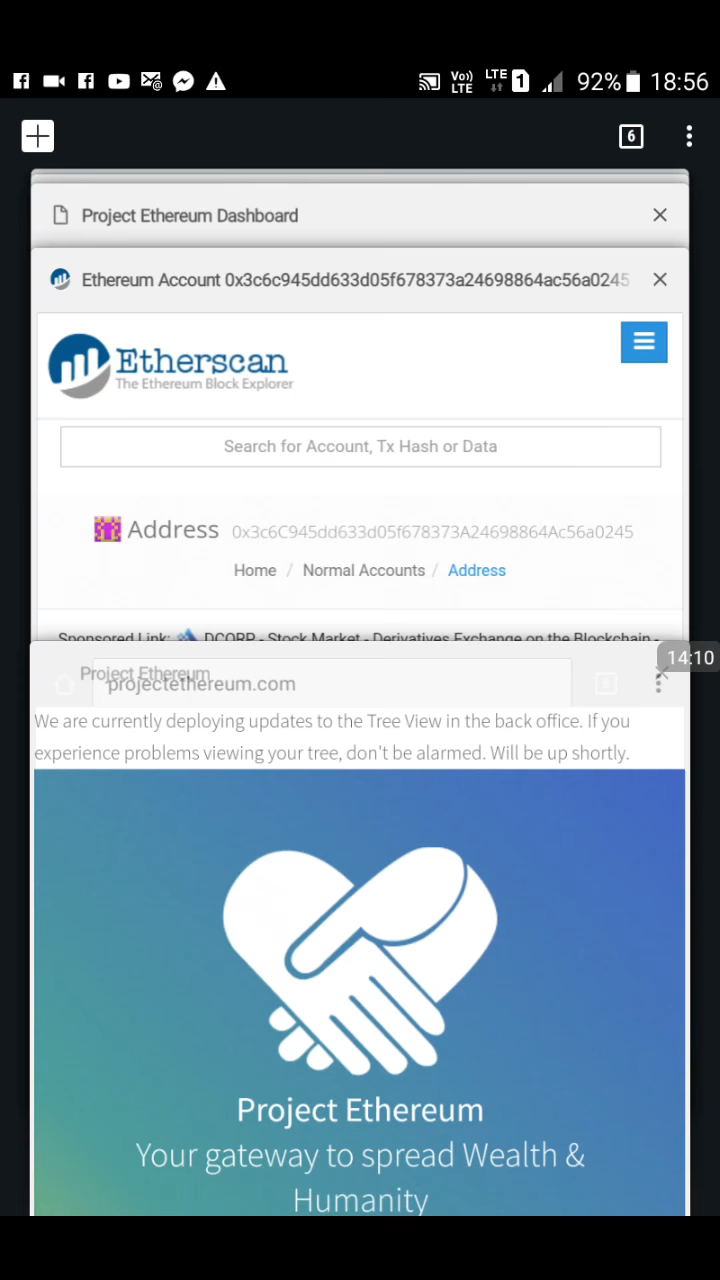 Vo)) LTE
LTE 1 92% 18:56
6
Project Ethereum Dashboard
Ethereum Account 0x3c6c945dd633d05f678373a24698864ac56a0245
Etherscan
The Ethereum Block Explorer
Search for Account, Tx Hash or Data
Address 0x3c6C945dd633d05f678373A24698864Ac56a0245
Home / Normal Accounts / Address
Sponsored Link: DCORP - Stock Market - Derivatives Exchange on the Blockchain -
14:10
Project Ethereum
projectethereum.com
We are currently deploying updates to the Tree View in the back office. If you
experience problems viewing your tree, don't be alarmed. Will be up shortly.
Project Ethereum
Your gateway to spread Wealth &
Humanity